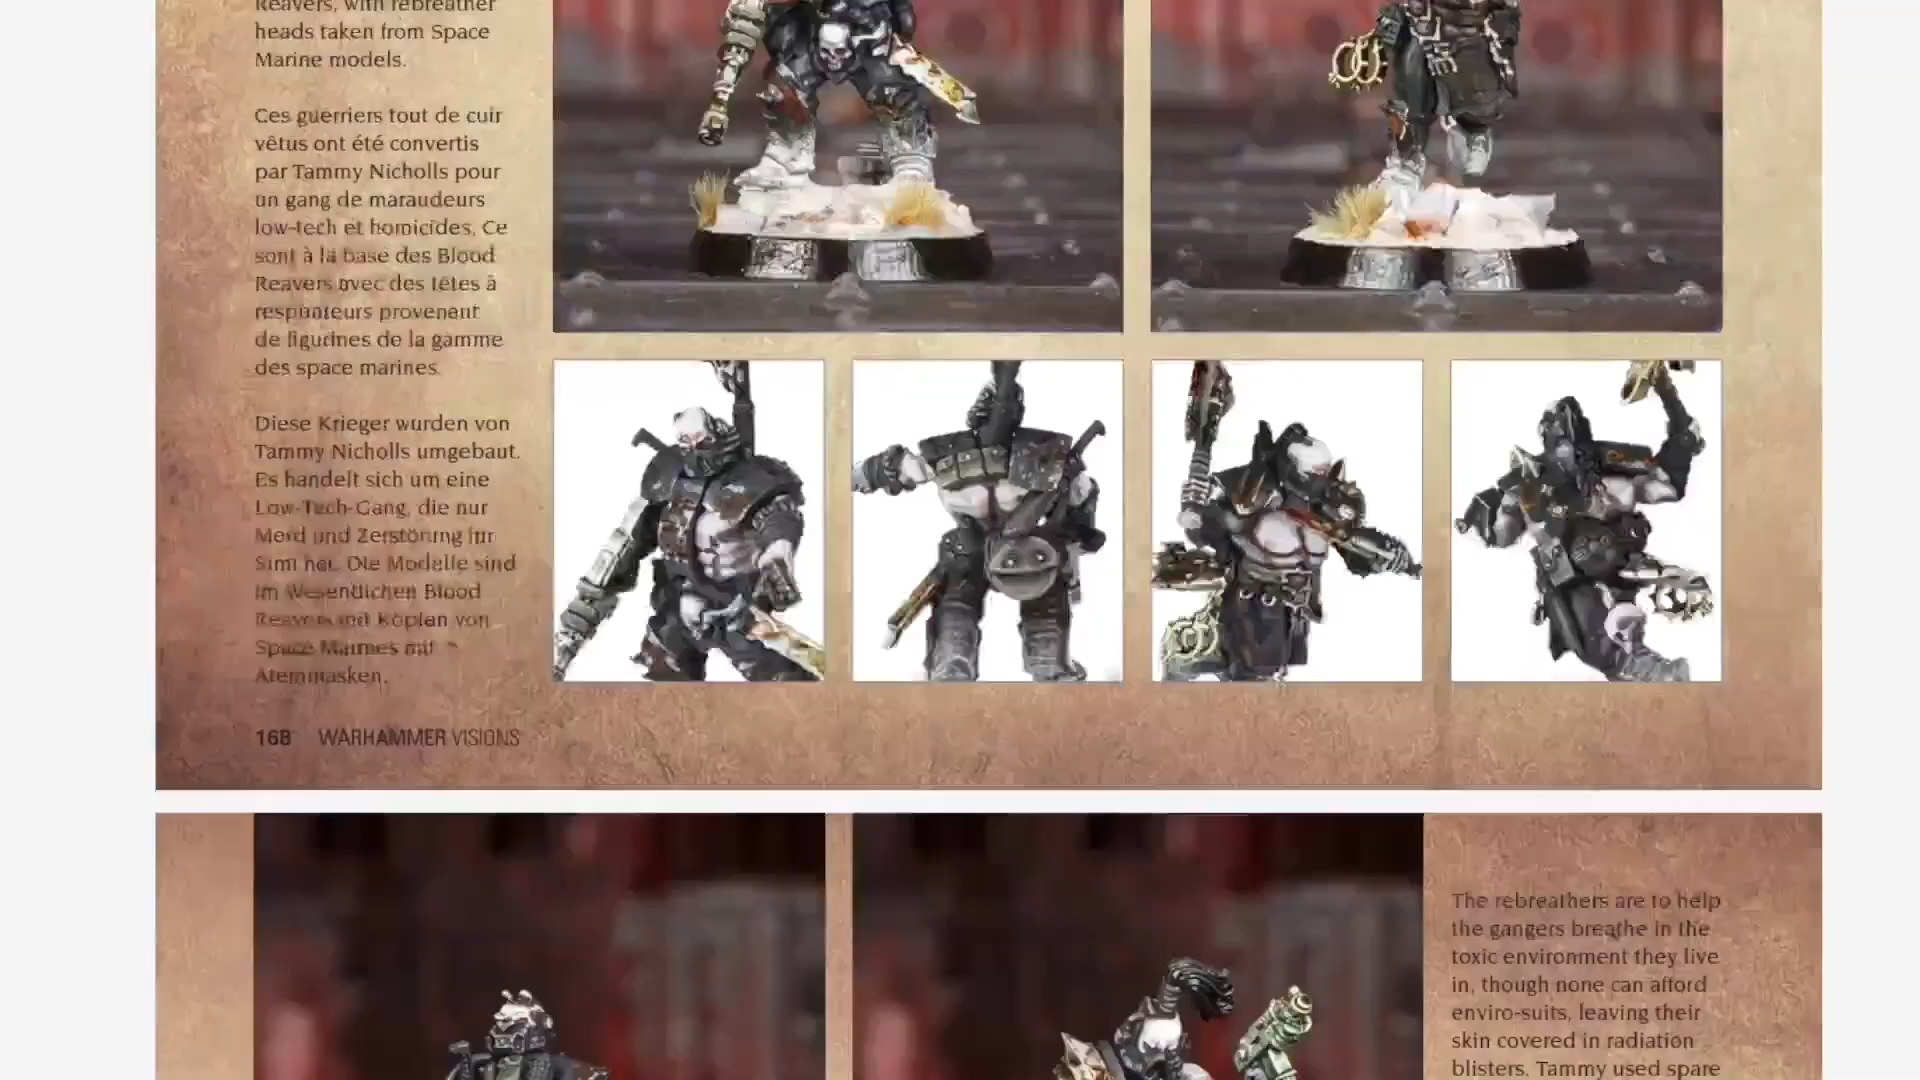 Reavers, with rebreather
heads taken from Space
Marine models.
Ces guerriers tout de cuir
vêtus ont été convertis
par Tammy Nicholls pour
un gang de maraudeurs
low-tech et homicides. Ce
sont à la base des Blood
Reavers avec des têtes à
respirateurs provenant
de figurines de la gamme
des space marines.
Diese Krieger wurden von
Tammy Nicholls umgebaut.
Es handelt sich um eine
Low-Tech-Gang, die nur
Mord und Zerstörung im
Sinn hat. Die Modelle sind
im Wesentlichen Blood
Reavers mit Köpfen von
Space Marines mit
Atemmasken.
168 WARHAMMER VISIONS
The rebreathers are to help
the gangers breathe in the
toxic environment they live
in, though none can afford
enviro-suits, leaving their
skin covered in radiation
blisters. Tammy used spare